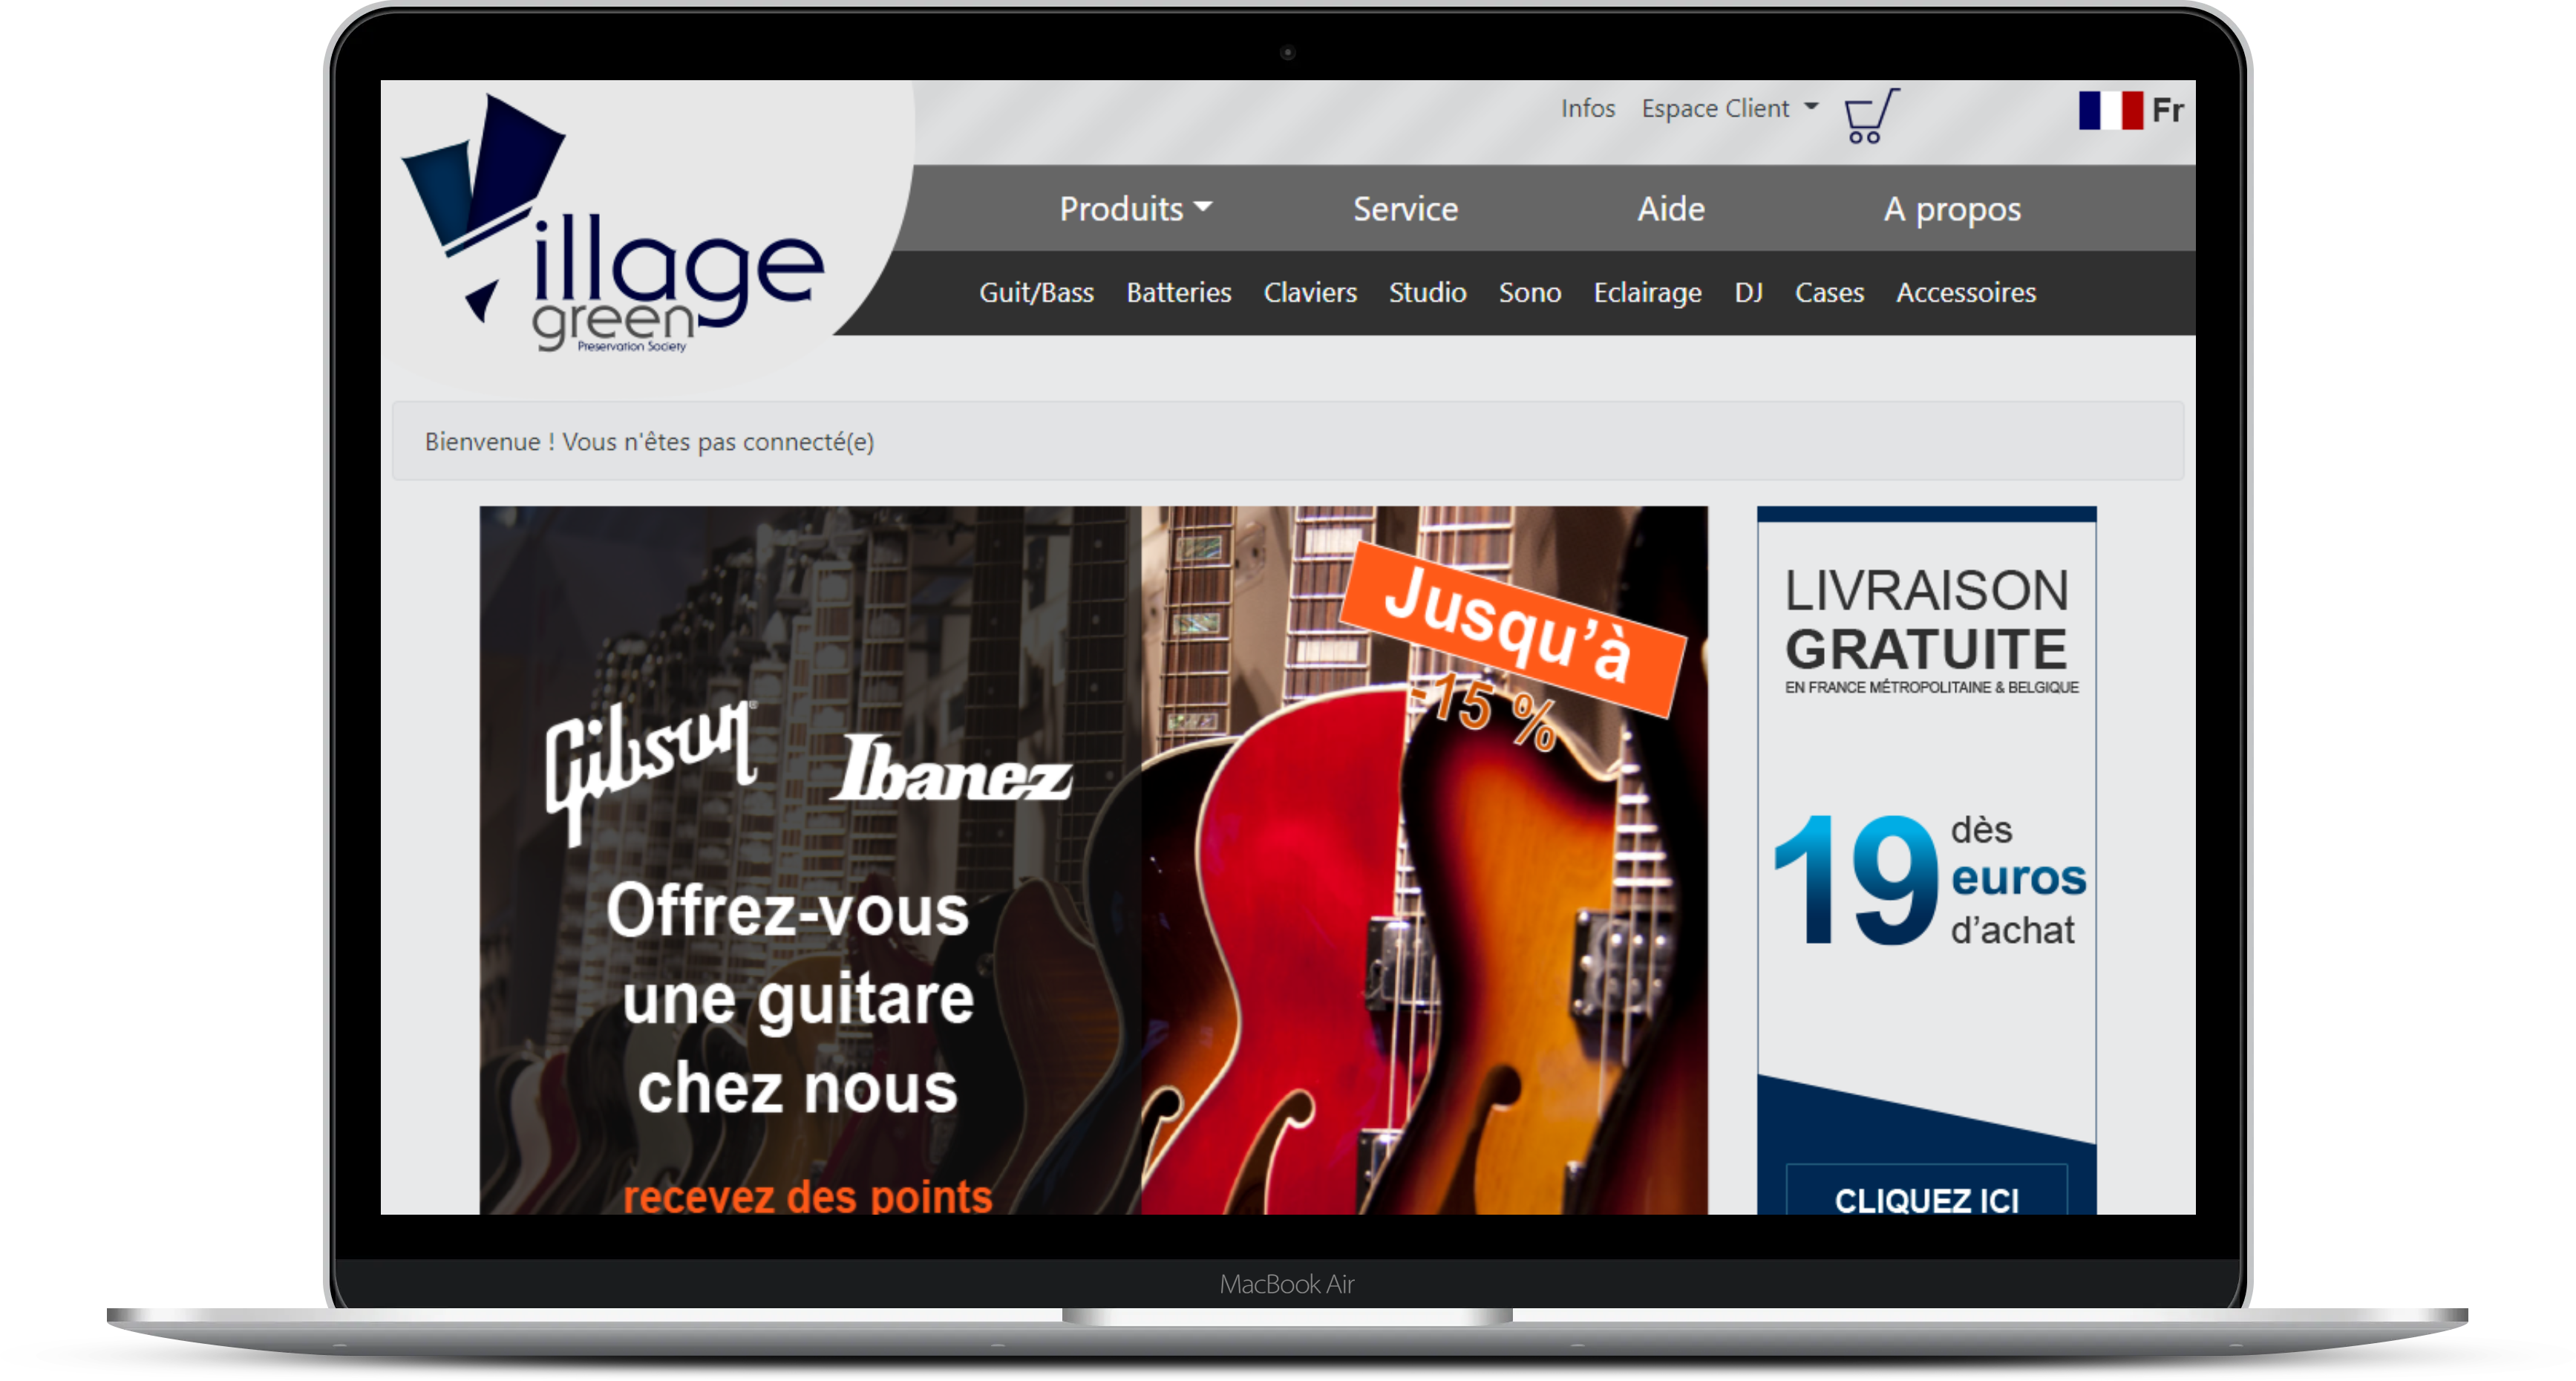 Infos Espace Client
Fr
Produits Service Aide A propos
illage
green
Preservation Society
Guit/Bass Batteries Claviers Studio Sono Eclairage DJ Cases Accessoires
Bienvenue ! Vous n'êtes pas connecté(e)
Jusqu’à
-15 %
Gibson
Ibanez
Offrez-vous
une guitare
chez nous
recevez des points
LIVRAISON
GRATUITE
EN FRANCE MÉTROPOLITAINE & BELGIQUE
19 dès
euros
d’achat
CLIQUEZ ICI
MacBook Air